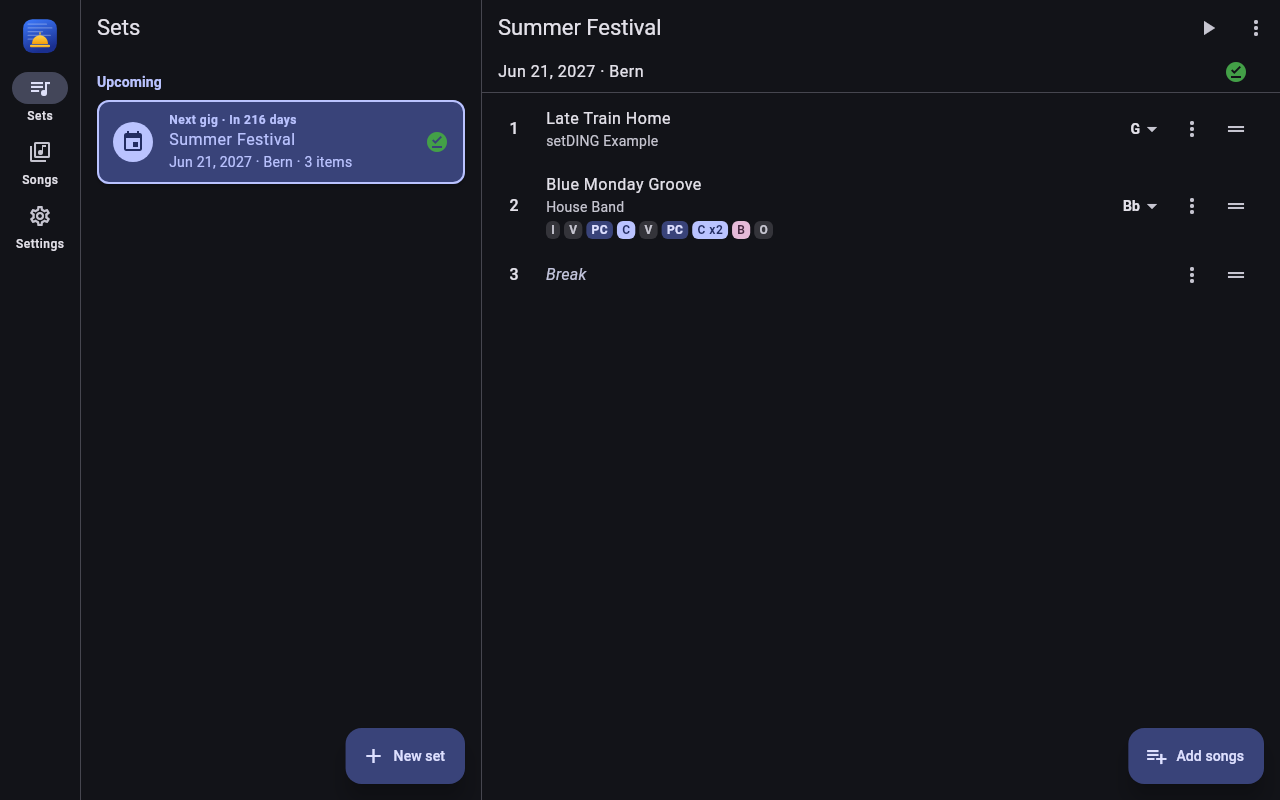 Sets
Songs
Settings
Sets
Upcoming
Next gig · In 216 days
Summer Festival
Jun 21, 2027 · Bern · 3 items
New set
Summer Festival
Jun 21, 2027 · Bern
1
Late Train Home
setDING Example
G
2
Blue Monday Groove
House Band
I V PC C V PC C x2 B O
Bb
3
Break
Add songs